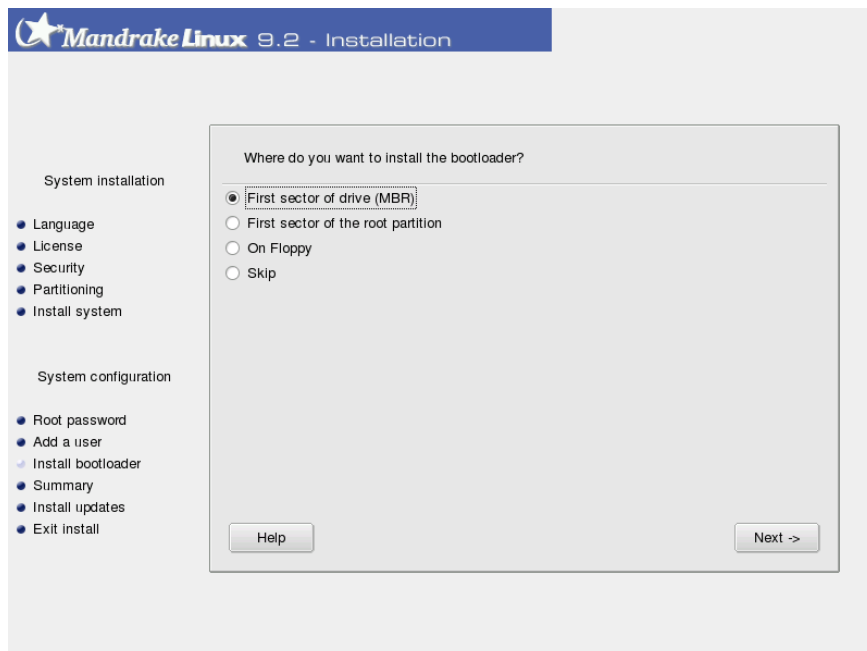 Mandrake Linux 9.2 - Installation
Where do you want to install the bootloader?
First sector of drive (MBR)
First sector of the root partition
On Floppy
Skip
System installation
Language
License
Security
Partitioning
Install system
System configuration
Root password
Add a user
Install bootloader
Summary
Install updates
Exit install
Help
Next ->